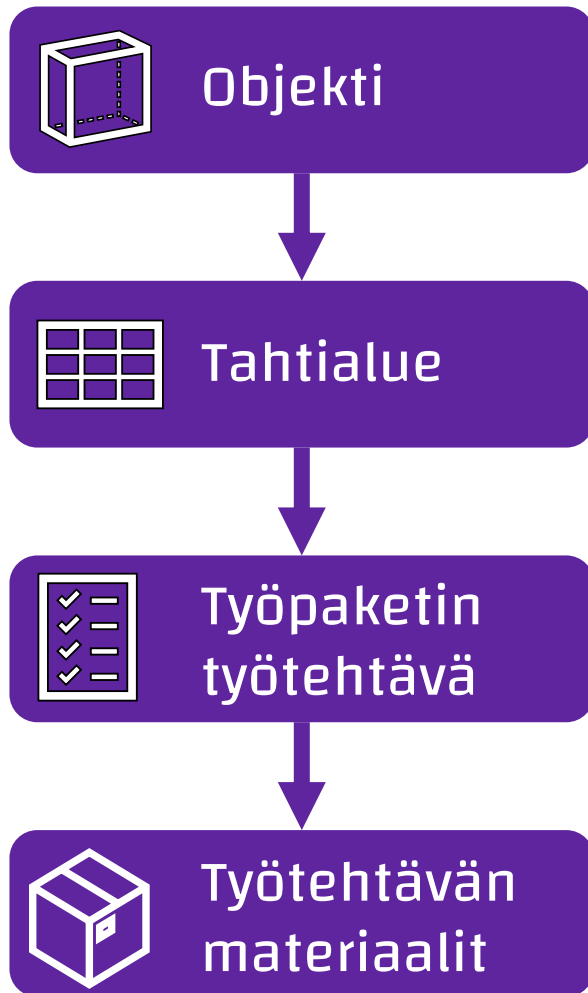 Objekti
Tahtialue
Työpaketin
työtehtävä
Työtehtävän
materiaalit